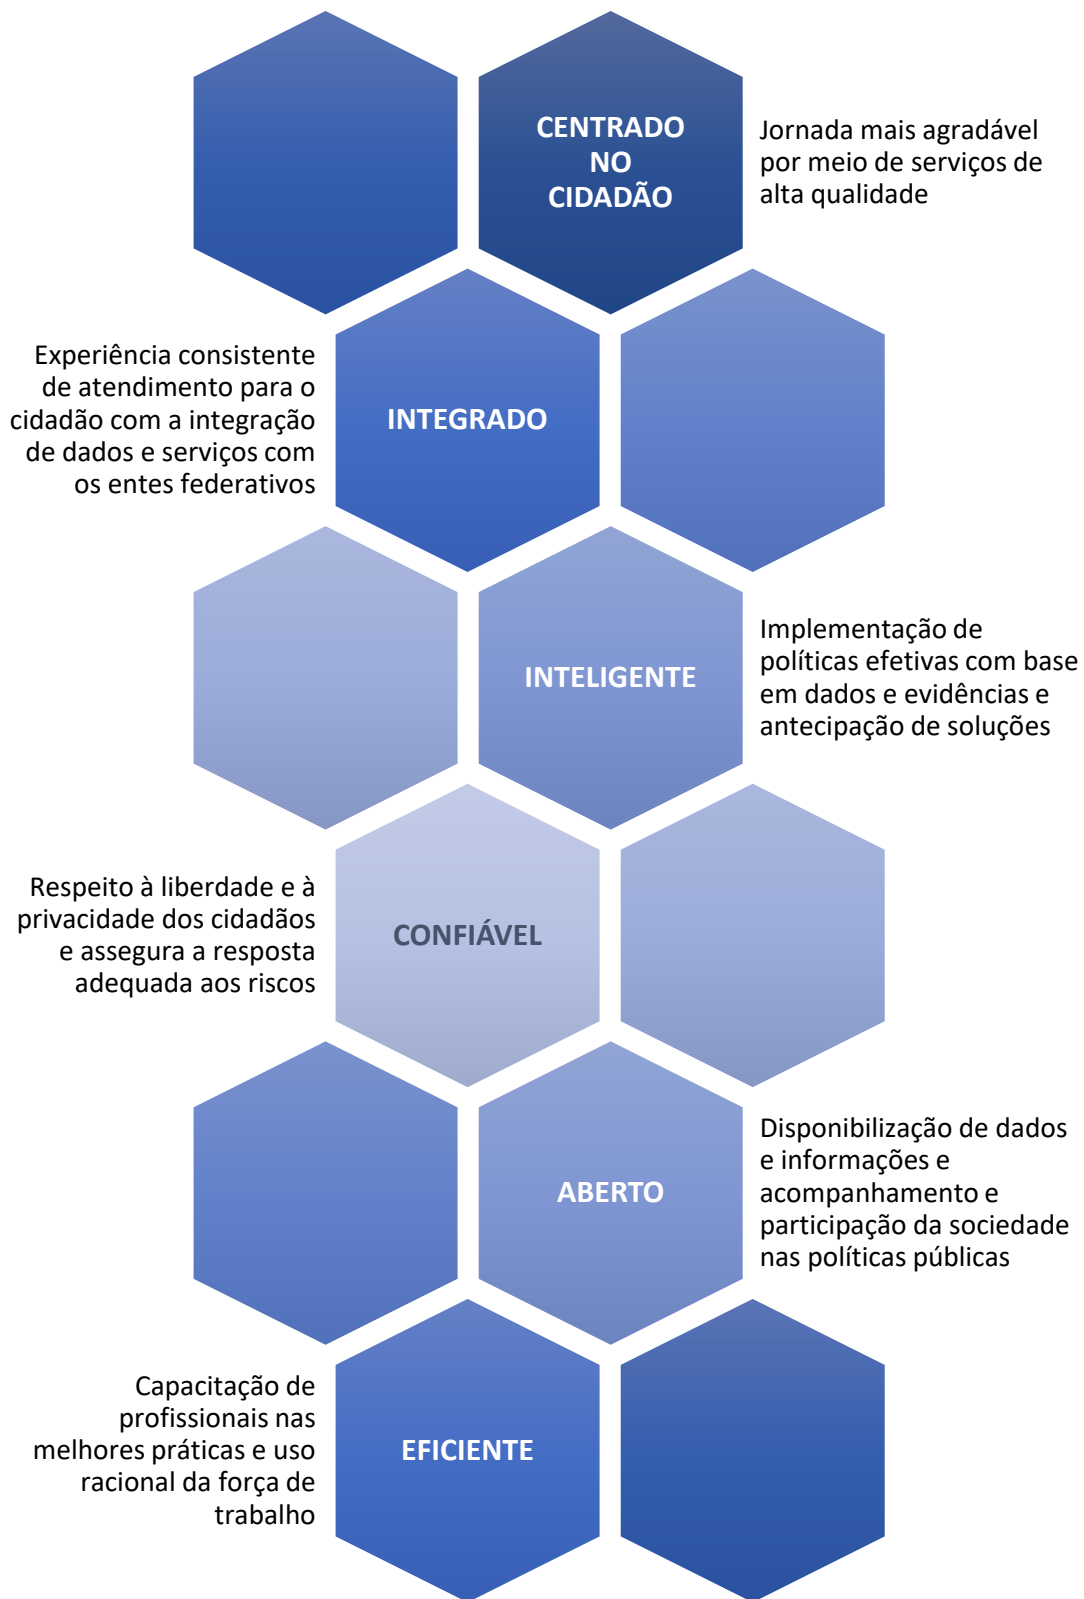 CENTRADO
NO
CIDADÃO
Jornada mais agradável
por meio de serviços de
alta qualidade
Experiência consistente
de atendimento para o
cidadão com a integração
de dados e serviços com
os entes federativos
INTEGRADO
INTELIGENTE
Implementação de
políticas efetivas com base
em dados e evidências e
antecipação de soluções
Respeito à liberdade e à
privacidade dos cidadãos
e assegura a resposta
adequada aos riscos
CONFIÁVEL
ABERTO
Disponibilização de dados
e informações e
acompanhamento e
participação da sociedade
nas políticas públicas
Capacitação de
profissionais nas
melhores práticas e uso
racional da força de
trabalho
EFICIENTE